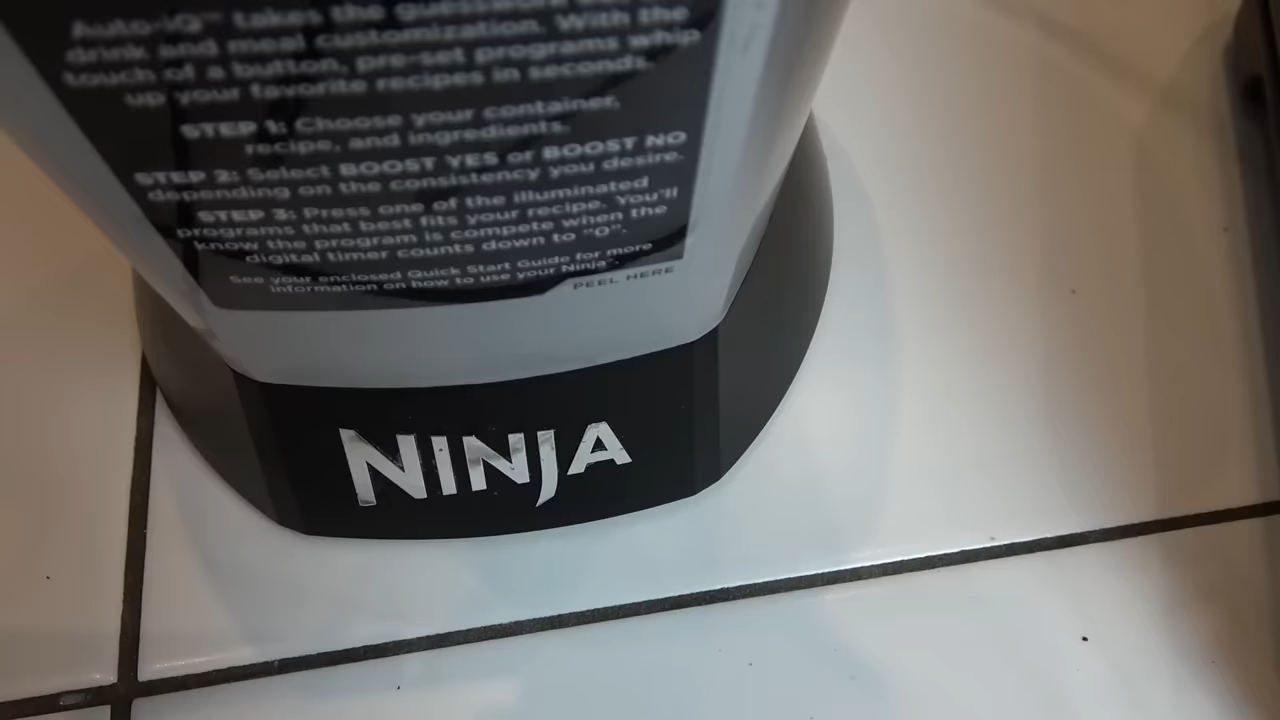 Auto-iQ™ takes the guesswork
drink and meal customization. With the
touch of a button, pre-set programs whip
up your favorite recipes in seconds.
STEP 1: Choose your container,
recipe, and ingredients.
STEP 2: Select BOOST YES or BOOST NO
depending on the consistency you desire.
STEP 3: Press one of the illuminated
programs that best fits your recipe. You'll
know the program is compete when the
digital timer counts down to "0".
See your enclosed Quick Start Guide for more
information on how to use your Ninja®.
PEEL HERE
NINJA